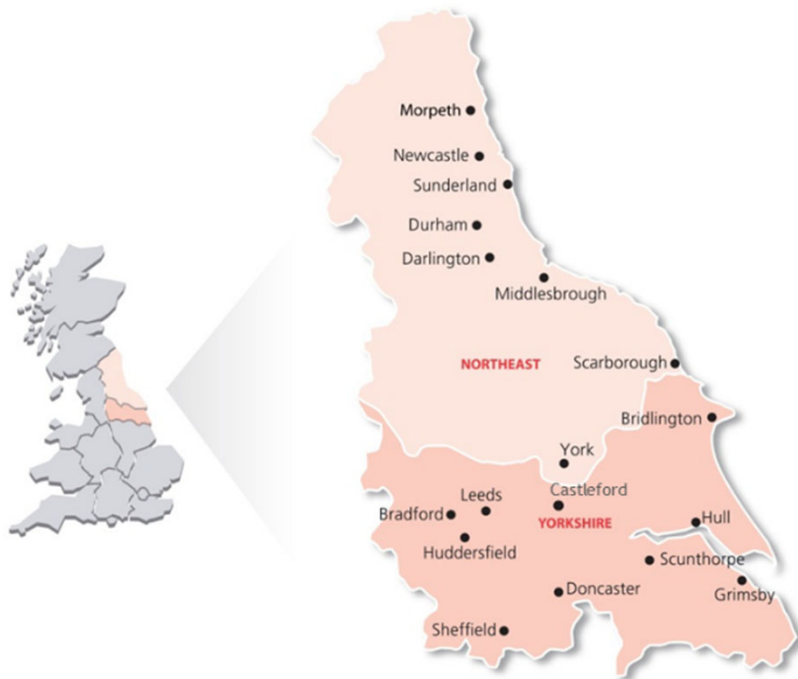 Morpeth
Newcastle
Sunderland
Durham
Darlington
Middlesbrough
NORTHEAST
Scarborough
Bridlington
York
Castleford
Leeds
Bradford
YORKSHIRE
Hull
Huddersfield
Scunthorpe
Doncaster
Grimsby
Sheffield